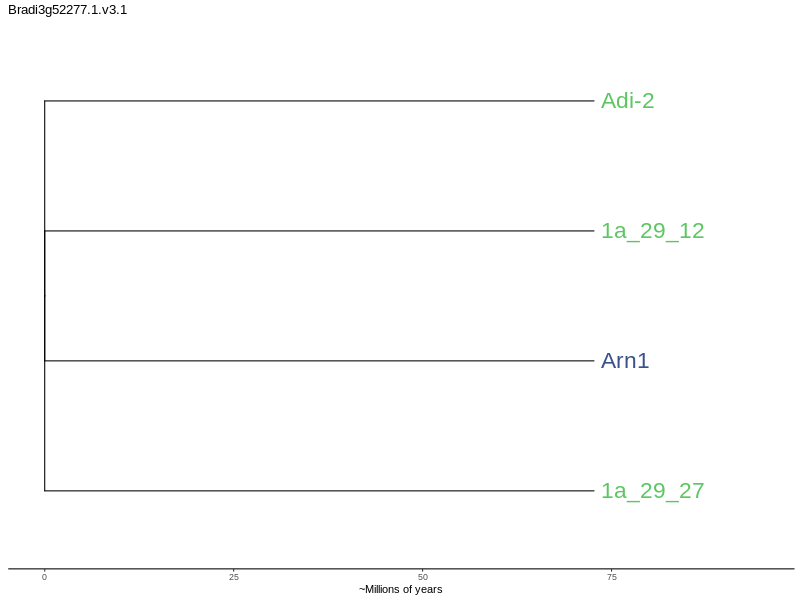 Bradi3g52277.1.v3.1
Adi-2
1a_29_12
Arn1
1a_29_27
0 25 50 75
~Millions of years